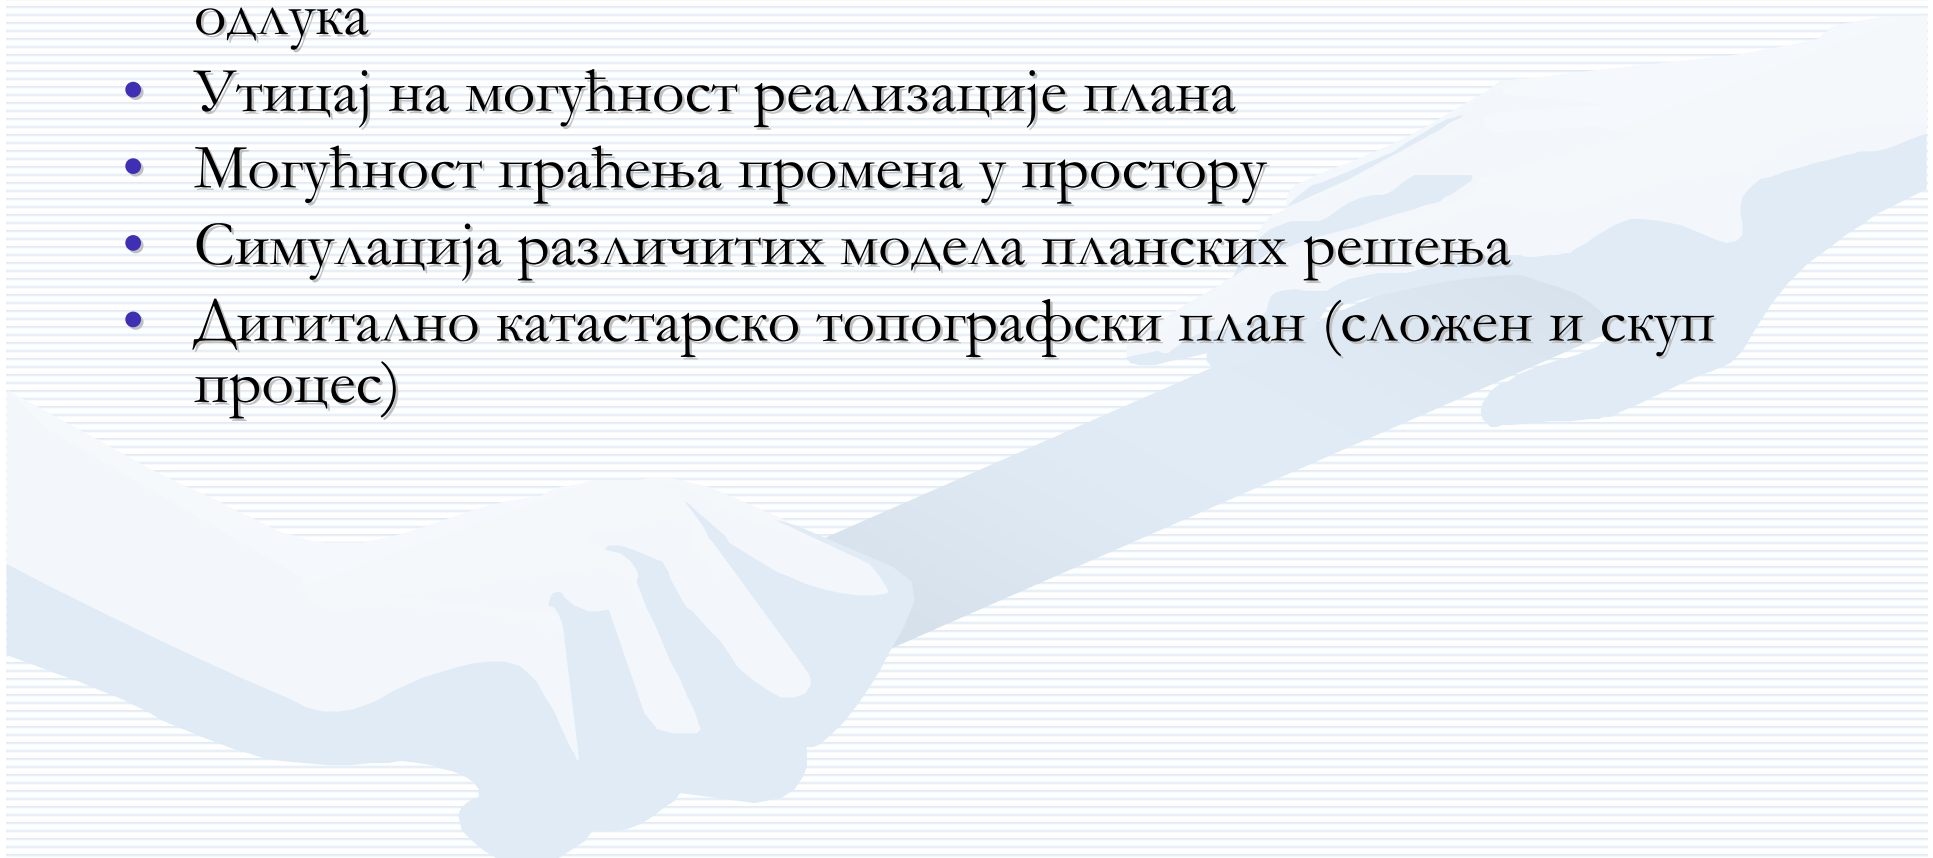 одлука
• Утицај на могућност реализације плана
• Могућност праћења промена у простору
• Симулација различитих модела планских решења
• Дигитално катастарско топографски план (сложен и скуп
процес)